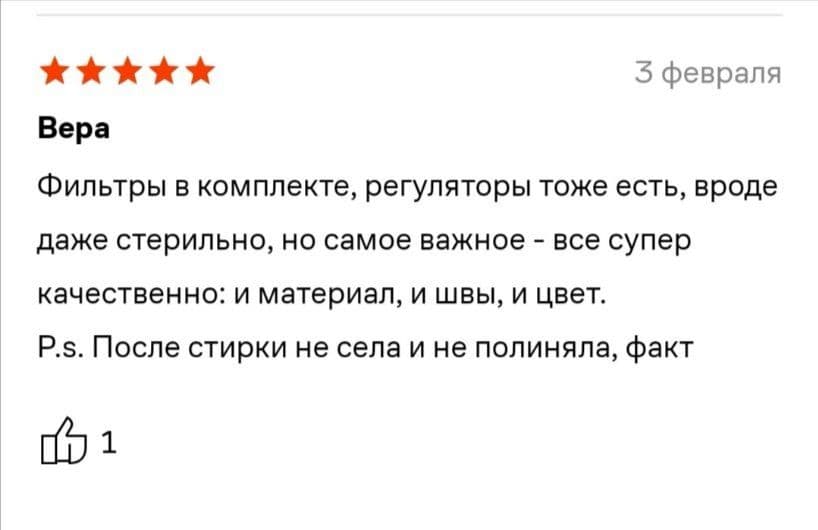 3 февраля
Вера
Фильтры в комплекте, регуляторы тоже есть, вроде
даже стерильно, но самое важное - все супер
качественно: и материал, и швы, и цвет.
P.s. После стирки не села и не полиняла, факт
1